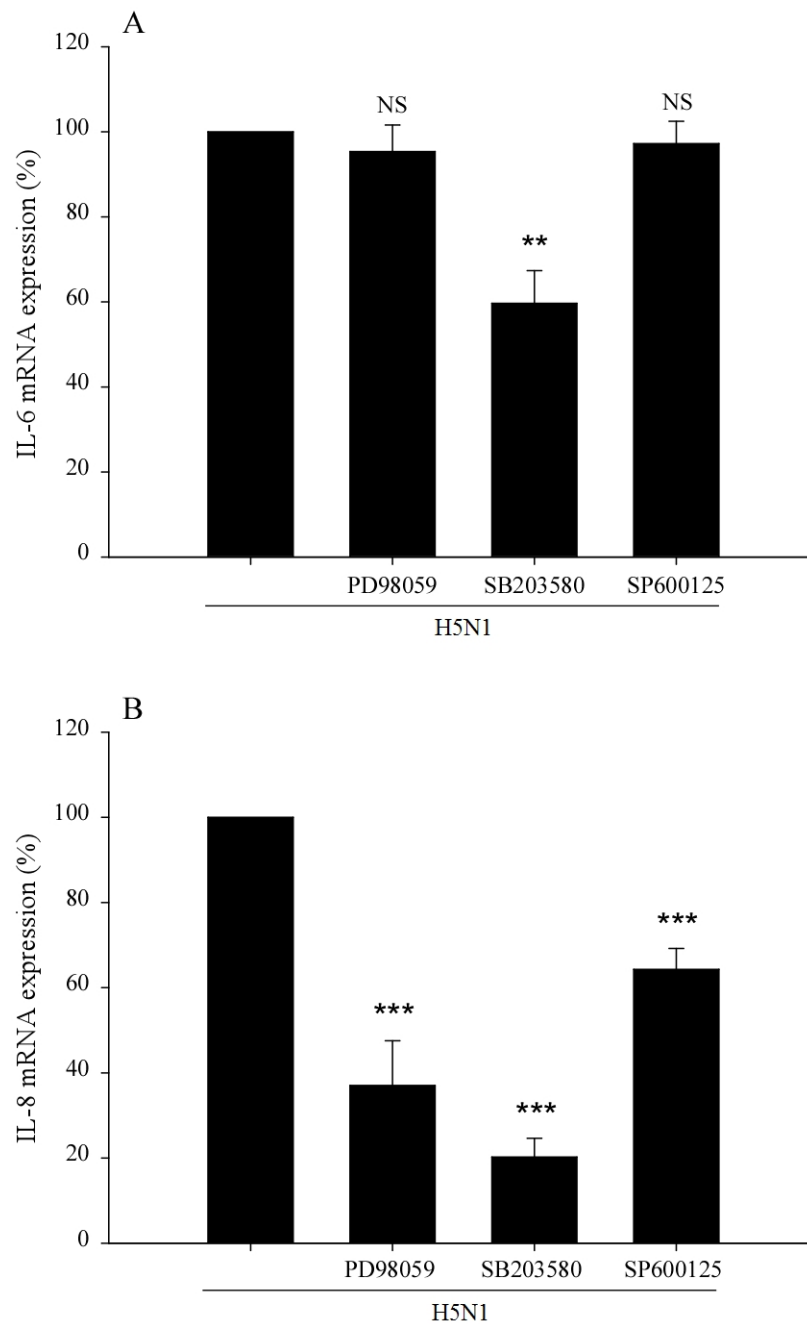 A
120
NS
NS
100
80
**
60
40
20
0
IL-6 mRNA expression (%)
PD98059 SB203580 SP600125
H5N1
B
120
100
80
***
60
***
40
***
20
0
IL-8 mRNA expression (%)
PD98059 SB203580 SP600125
H5N1